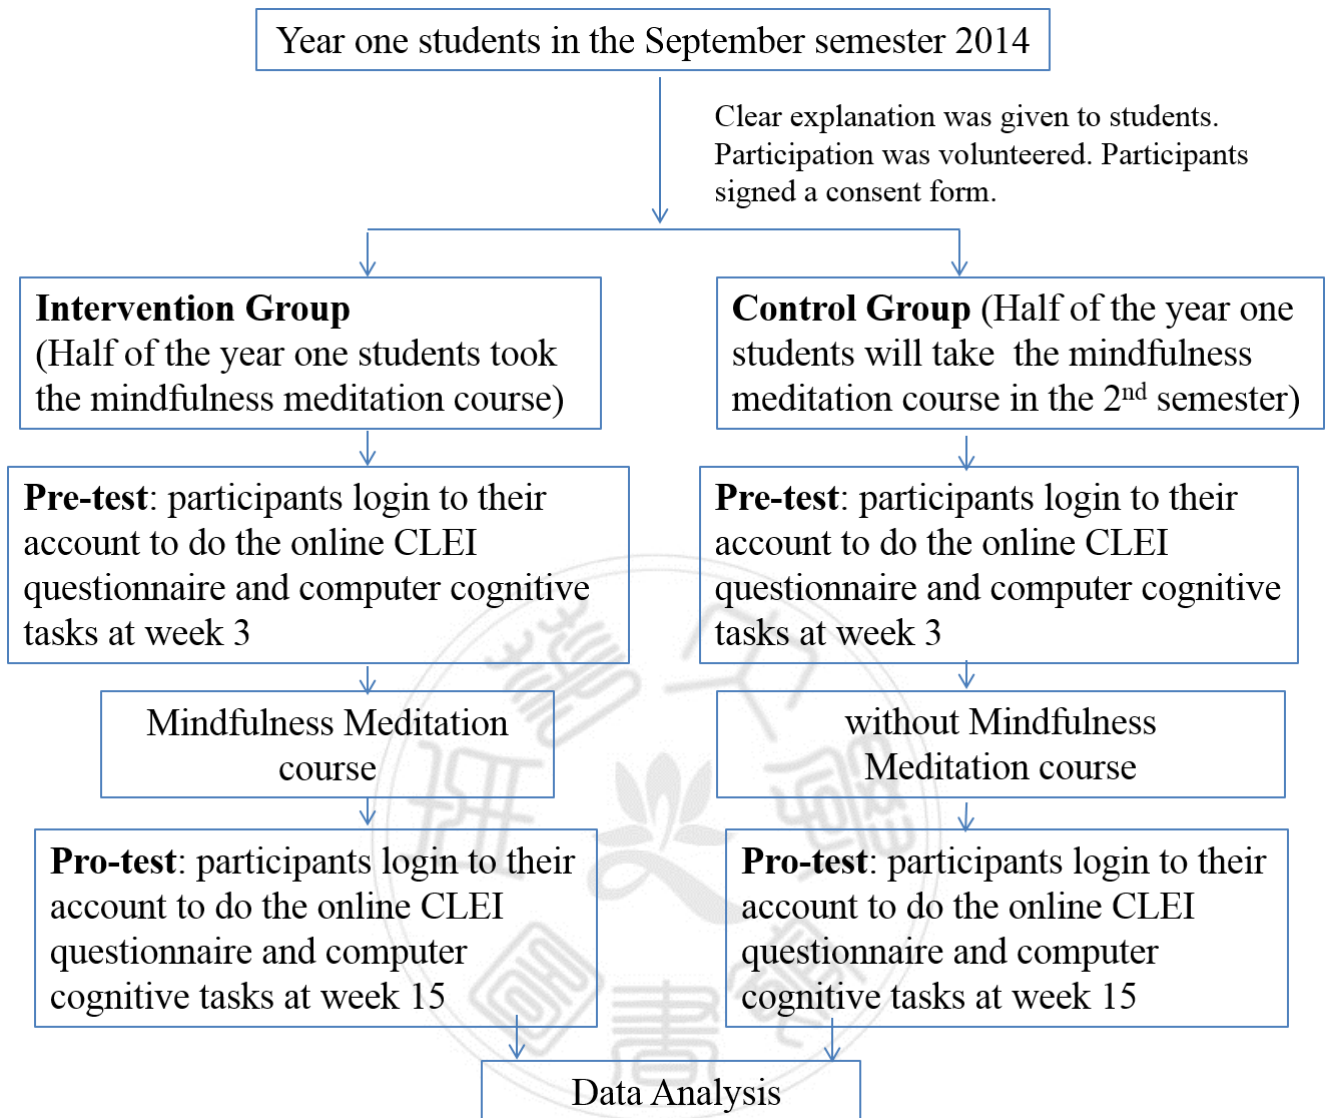 Year one students in the September semester 2014
Clear explanation was given to students.
Participation was volunteered. Participants
signed a consent form.
Intervention Group
(Half of the year one students took
the mindfulness meditation course)
Control Group (Half of the year one
students will take the mindfulness
meditation course in the 2nd semester)
Pre-test: participants login to their
account to do the online CLEI
questionnaire and computer cognitive
tasks at week 3
Pre-test: participants login to their
account to do the online CLEI
questionnaire and computer cognitive
tasks at week 3
Mindfulness Meditation
course
without Mindfulness
Meditation course
Pro-test: participants login to their
account to do the online CLEI
questionnaire and computer
cognitive tasks at week 15
Pro-test: participants login to their
account to do the online CLEI
questionnaire and computer
cognitive tasks at week 15
Data Analysis